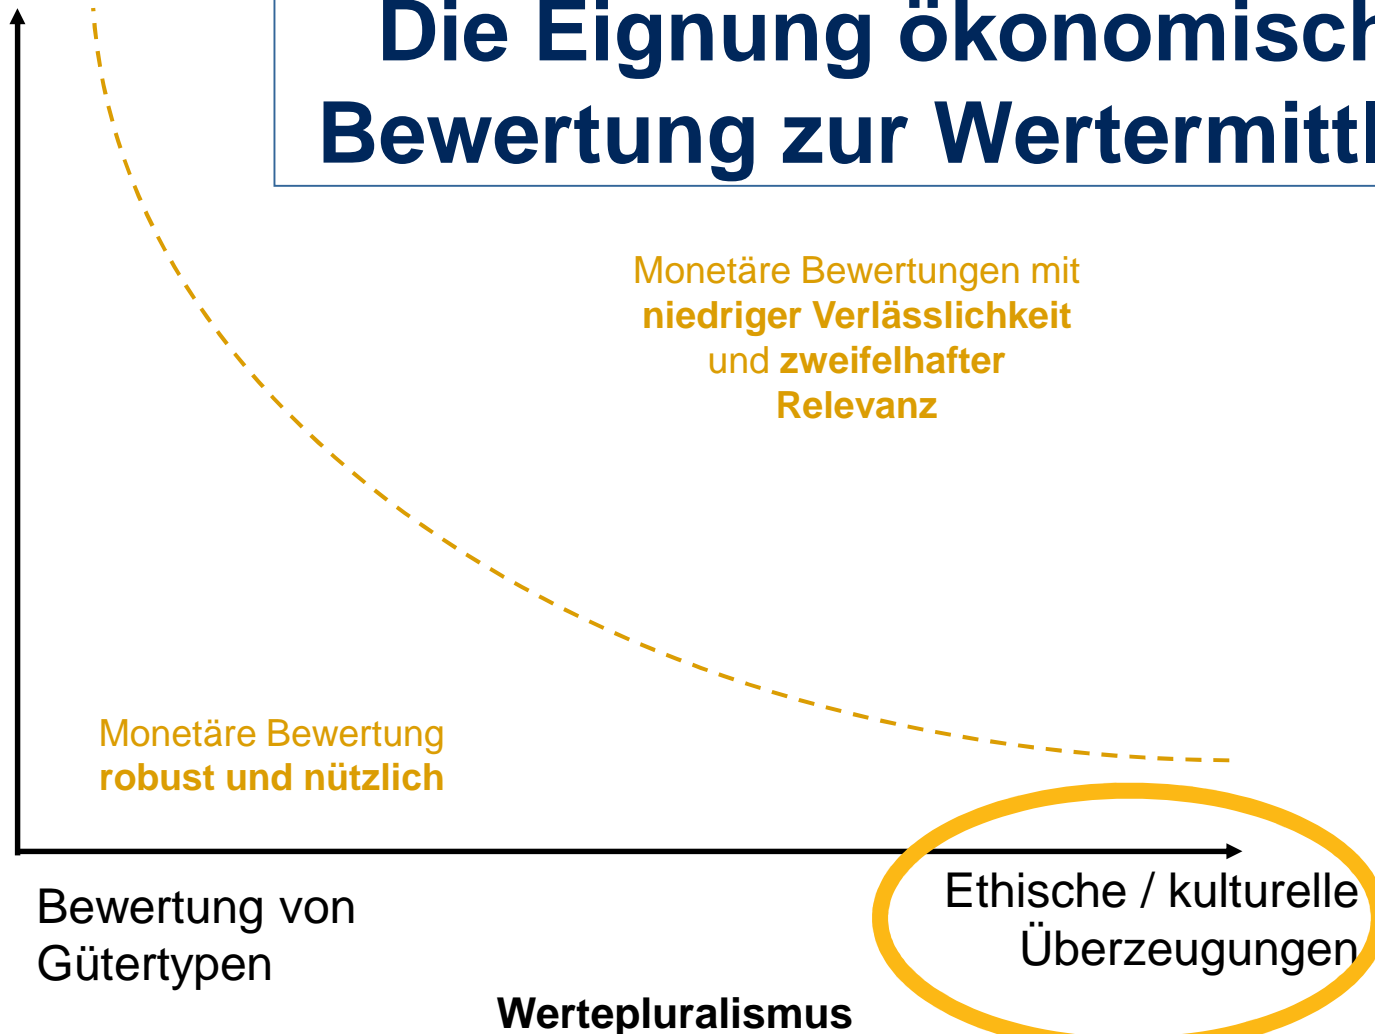 Die Eignung ökonomisch
Bewertung zur Wertermittl
Monetäre Bewertungen mit
niedriger Verlässlichkeit
und zweifelhafter
Relevanz
Monetäre Bewertung
robust und nützlich
Bewertung von
Gütertypen
Ethische / kulturelle
Überzeugungen
Wertepluralismus